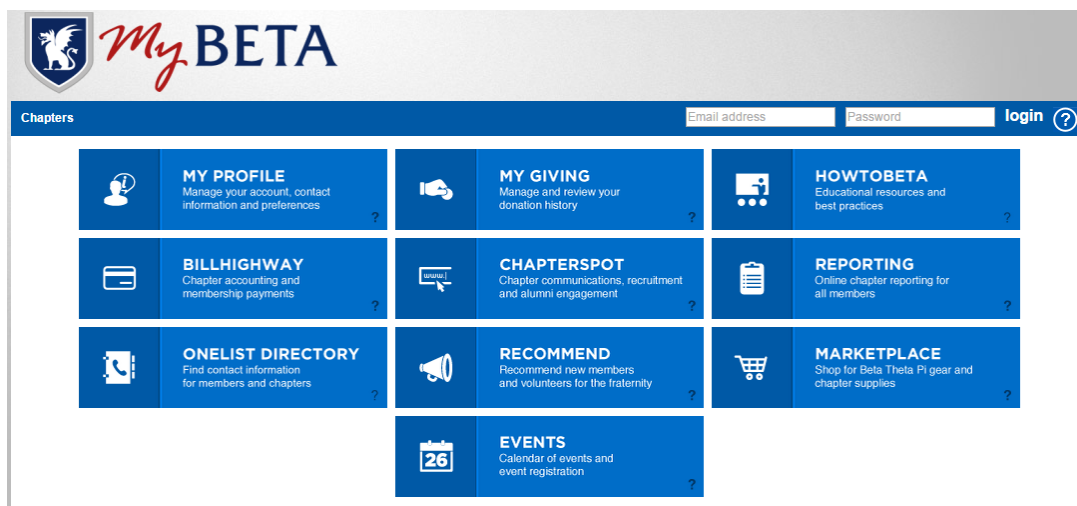 My BETA
Chapters
Email address
Password
login
?
MY PROFILE
Manage your account, contact
information and preferences
?
MY GIVING
Manage and review your
donation history
?
HOWTOBETA
Educational resources and
best practices
?
BILLHIGHWAY
Chapter accounting and
membership payments
?
www.
CHAPTERSPOT
Chapter communications, recruitment
and alumni engagement
?
REPORTING
Online chapter reporting for
all members
?
ONELIST DIRECTORY
Find contact information
for members and chapters
?
RECOMMEND
Recommend new members
and volunteers for the fraternity
?
MARKETPLACE
Shop for Beta Theta Pi gear and
chapter supplies
?
26
EVENTS
Calendar of events and
event registration
?